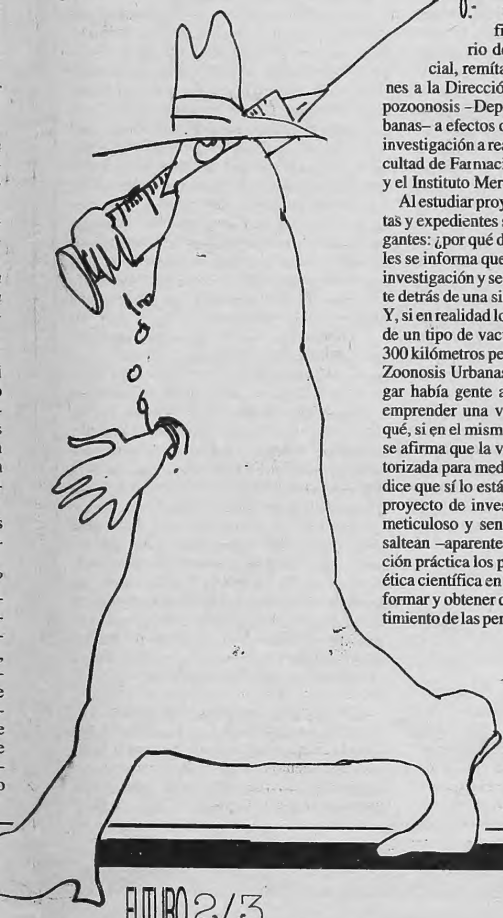 rio de
cial, remíta
nes a la Direcció
pozoonosis –Dep
banas– a efectos d
investigación a rea
cultad de Farmac
y el Instituto Mer
Al estudiar proy
tas y expedientes s
gantes: ¿por qué d
les se informa que
investigación y se
te detrás de una si
Y, si en realidad lo
de un tipo de vac
300 kilómetros pe
Zoonosis Urbanas
gar había gente a
emprender una v
qué, si en el mism
se afirma que la v
torizada para med
dice que sí lo está
proyecto de inves
meticuloso y sen
saltean –aparente
ción práctica los p
ética científica en
formar y obtener d
timiento de las per
FUTURO 2/3